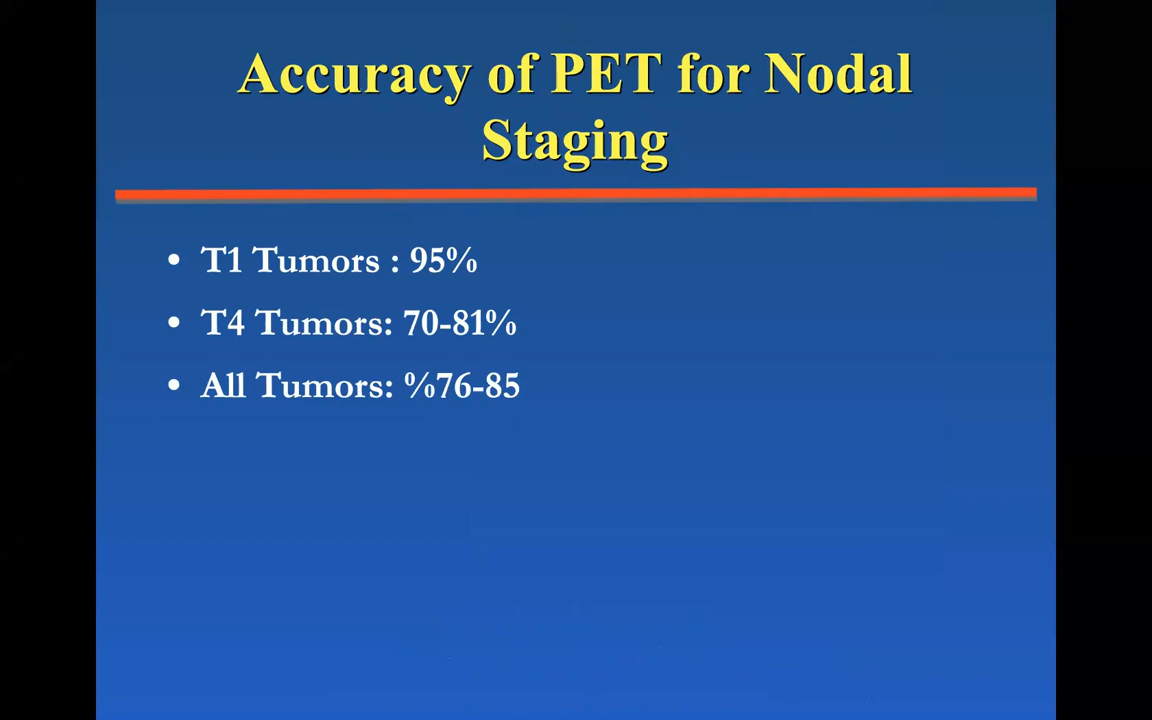 Accuracy of PET for Nodal
Staging
• T1 Tumors : 95%
• T4 Tumors: 70-81%
• All Tumors: %76-85